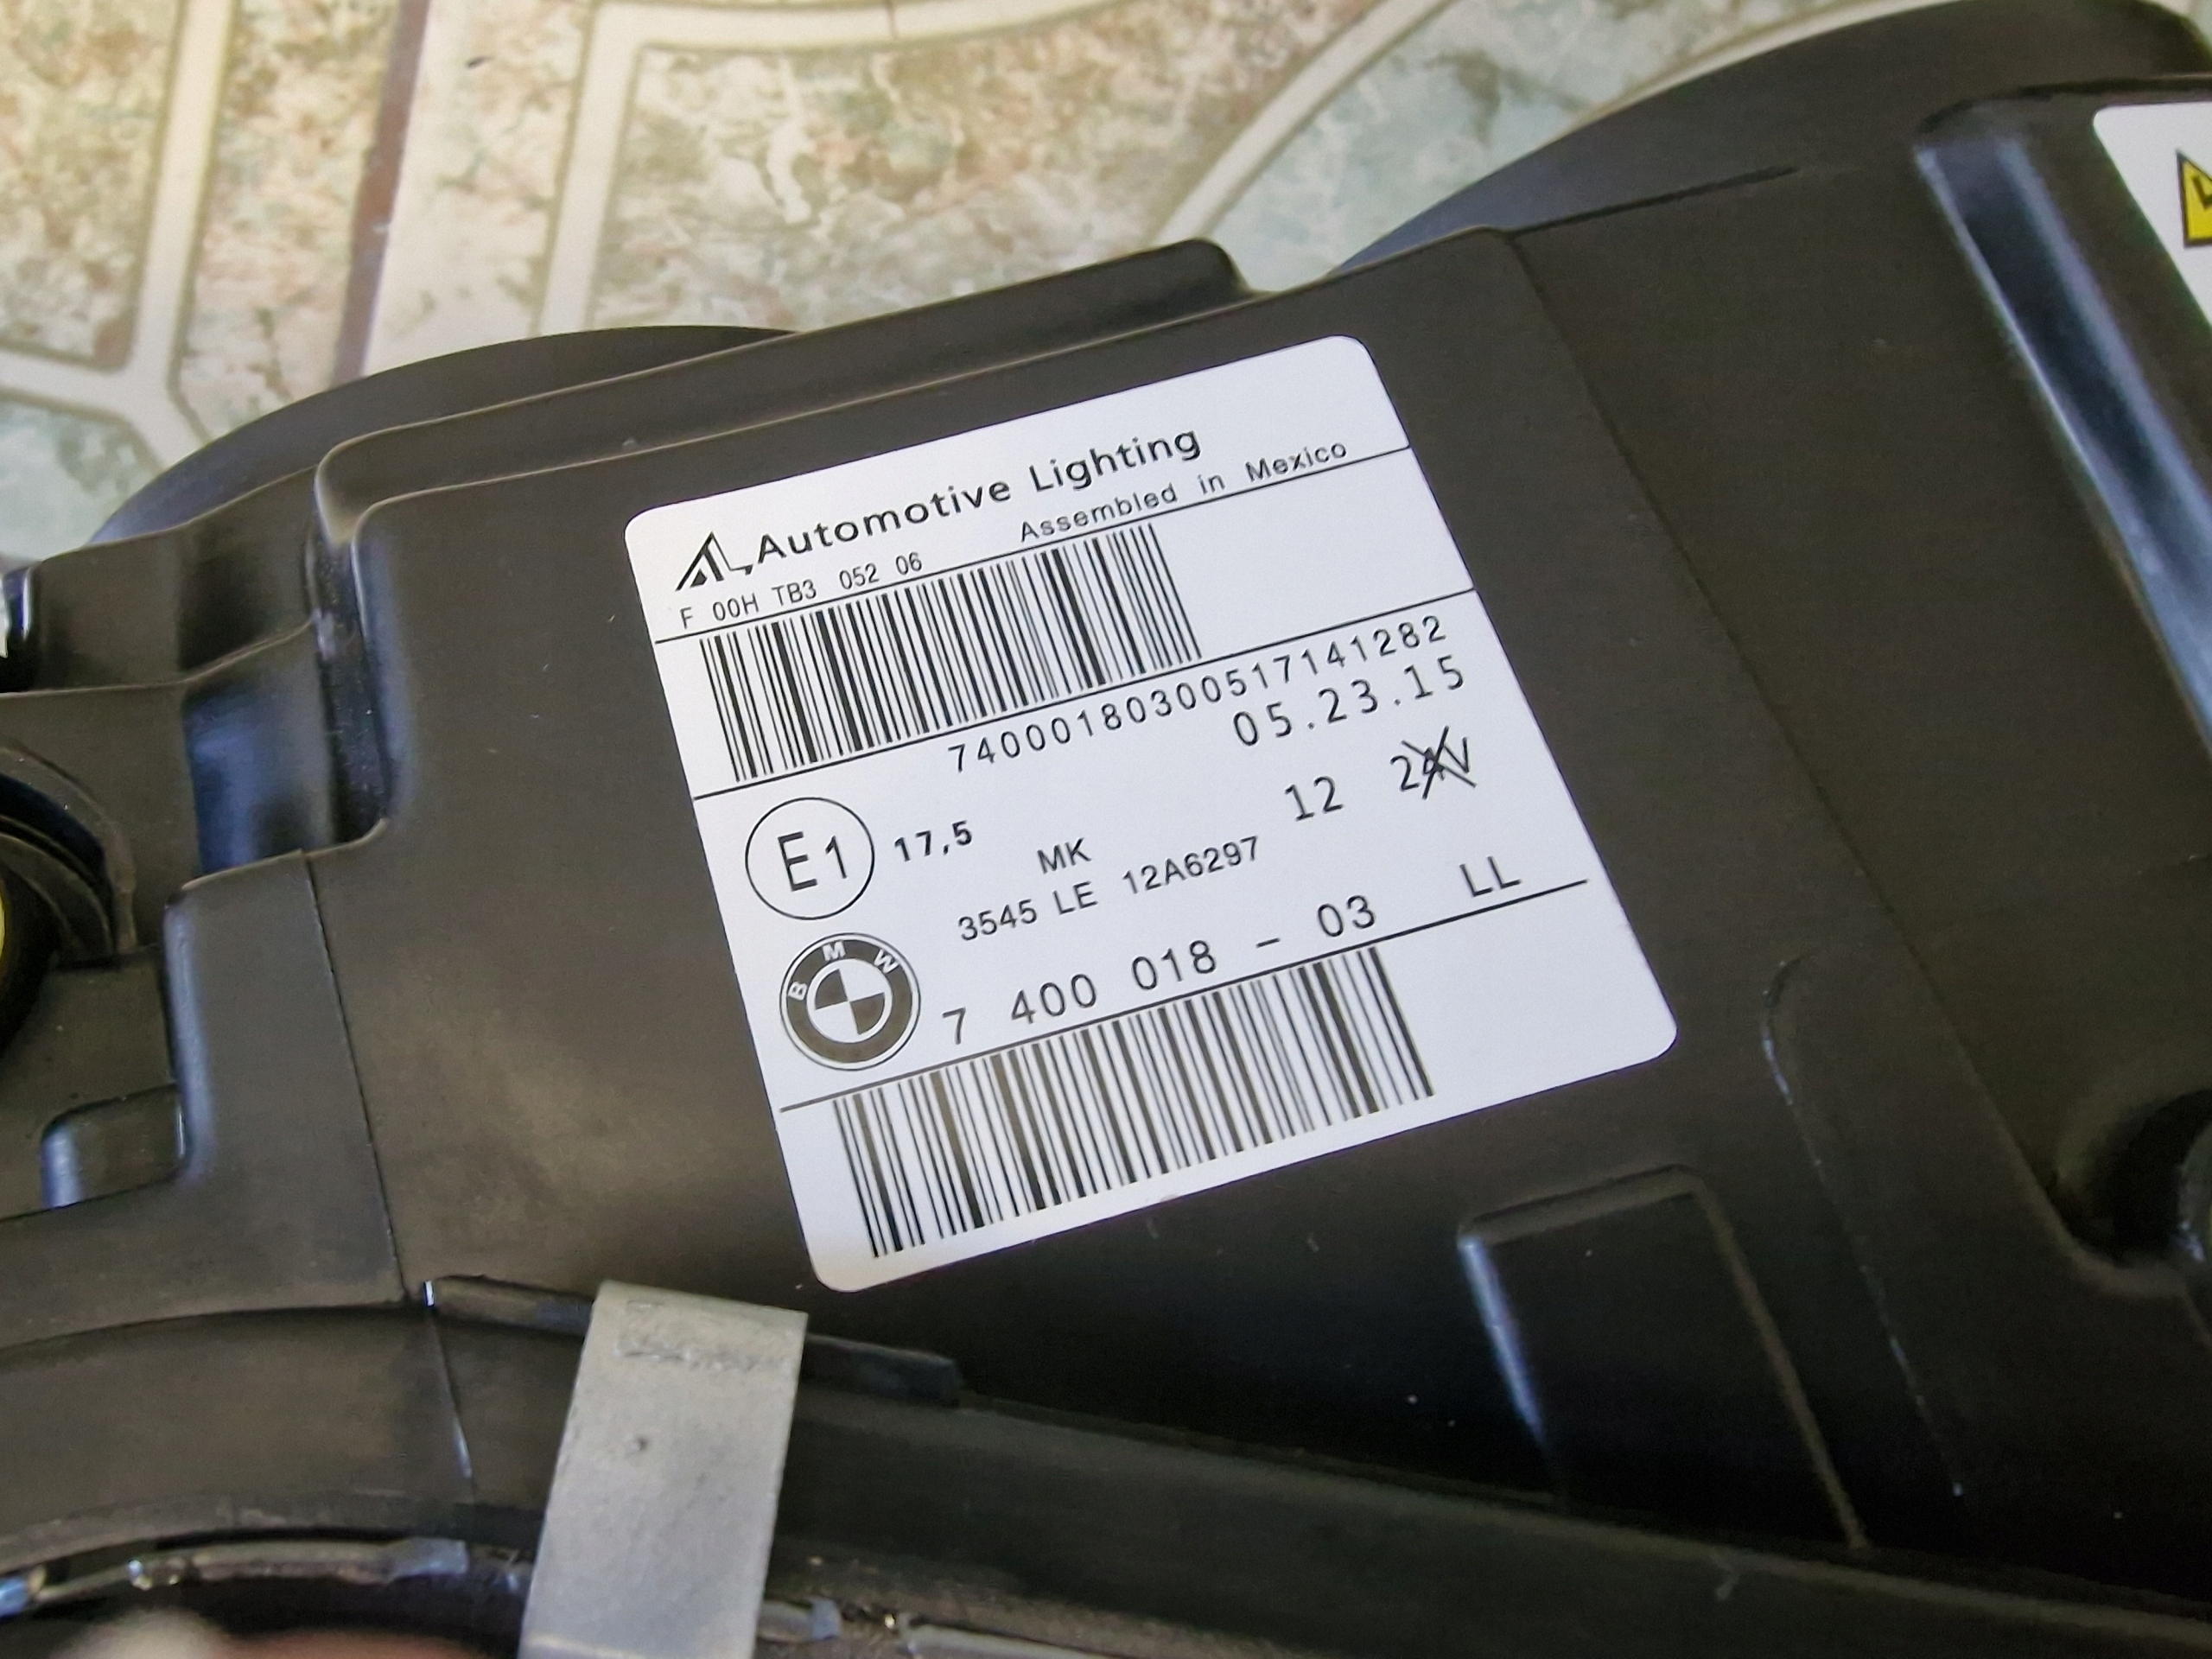 Automotive Lighting
F 00H TB3 052 06 Assembled in Mexico
74000180300517141282
05.23.15
E1 17,5 12 24V
MK
3545 LE 12A6297
BMW 7 400 018 - 03 LL